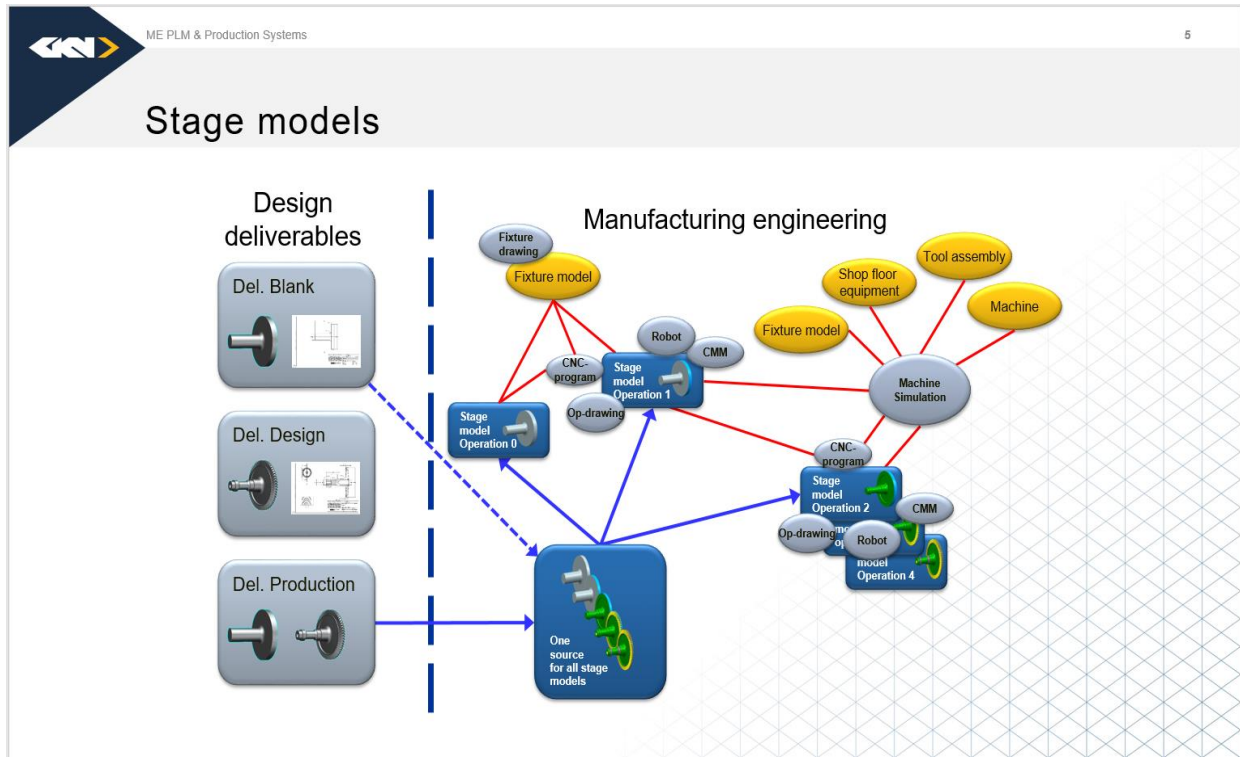 GKN
ME PLM & Production Systems
5
Stage models
Design
deliverables
Manufacturing engineering
Del. Blank
Del. Design
Del. Production
Fixture
drawing
Fixture model
CNC-
program
Robot
CMM
Stage
model
Operation 1
Op-drawing
Stage
model
Operation 0
Tool assembly
Shop floor
equipment
Machine
Fixture model
Machine
Simulation
CNC-
program
Stage
model
Operation 2
CMM
Op-drawing
Robot
model
Operation 4
One
source
for all stage
models